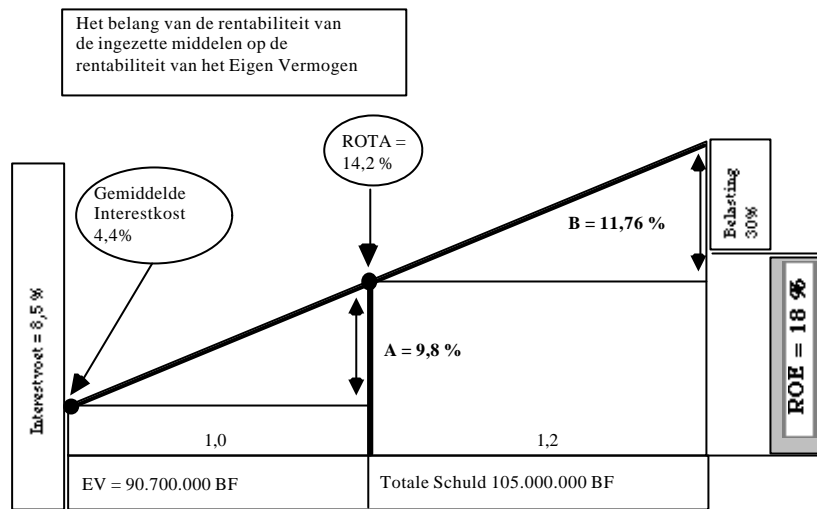 Het belang van de rentabiliteit van
de ingezette middelen op de
rentabiliteit van het Eigen Vermogen
ROTA =
14,2 %
Gemiddelde
Interestkost
4,4%
B = 11,76 %
Belasting
30%
Interestvoet = 8,5 %
A = 9,8 %
ROE = 18 %
1,0
1,2
EV = 90.700.000 BF
Totale Schuld 105.000.000 BF